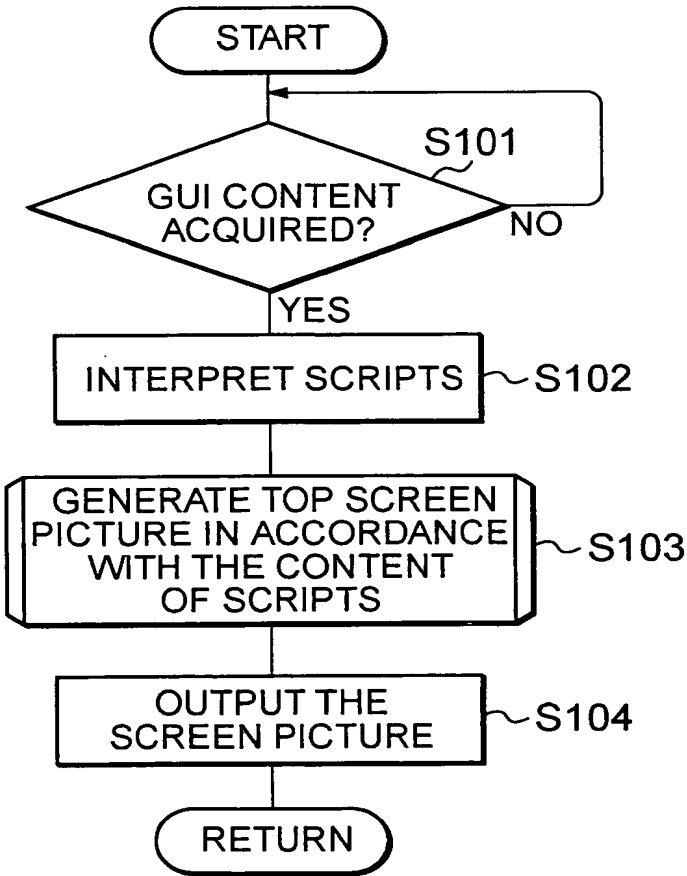 START
S101
GUI CONTENT
ACQUIRED?
NO
YES
INTERPRET SCRIPTS
S102
GENERATE TOP SCREEN
PICTURE IN ACCORDANCE
WITH THE CONTENT
OF SCRIPTS
S103
OUTPUT THE
SCREEN PICTURE
S104
RETURN